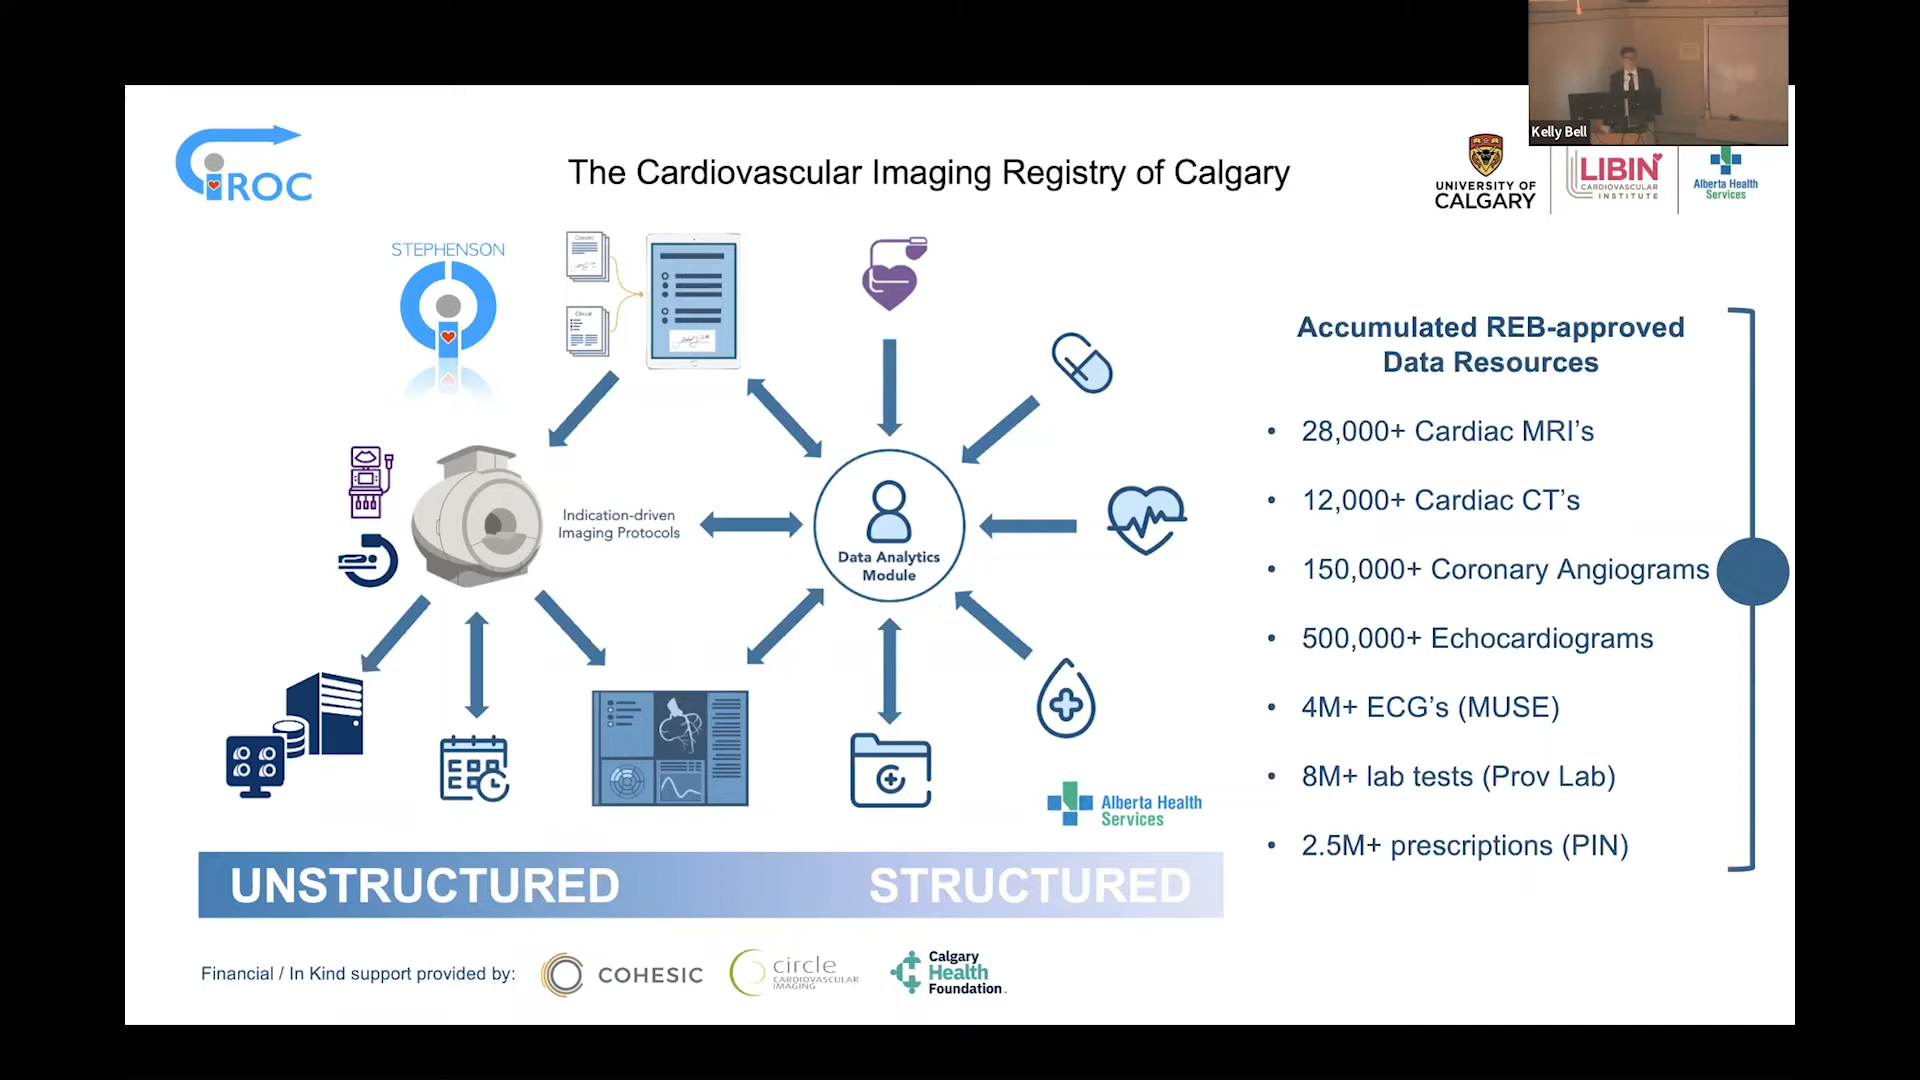 Kelly Bell
iROC
The Cardiovascular Imaging Registry of Calgary
UNIVERSITY OF
CALGARY
LIBIN
CARDIOVASCULAR
INSTITUTE
Alberta Health
Services
STEPHENSON
Consent
Clinical
Indication-driven
Imaging Protocols
Data Analytics
Module
Alberta Health
Services
UNSTRUCTURED
STRUCTURED
Accumulated REB-approved
Data Resources
• 28,000+ Cardiac MRI's
• 12,000+ Cardiac CT's
• 150,000+ Coronary Angiograms
• 500,000+ Echocardiograms
• 4M+ ECG's (MUSE)
• 8M+ lab tests (Prov Lab)
• 2.5M+ prescriptions (PIN)
Financial / In Kind support provided by:
COHESIC
circle
CARDIOVASCULAR
IMAGING
Calgary
Health
Foundation